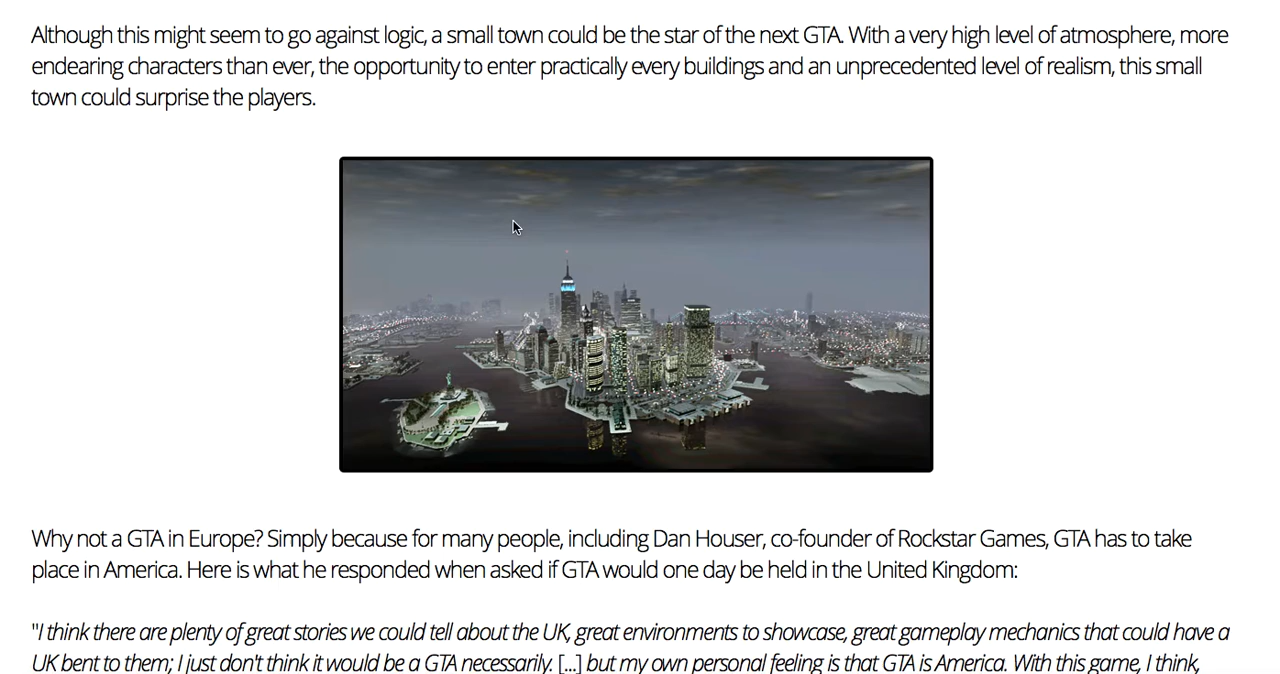 Although this might seem to go against logic, a small town could be the star of the next GTA. With a very high level of atmosphere, more
endearing characters than ever, the opportunity to enter practically every buildings and an unprecedented level of realism, this small
town could surprise the players.
Why not a GTA in Europe? Simply because for many people, including Dan Houser, co-founder of Rockstar Games, GTA has to take
place in America. Here is what he responded when asked if GTA would one day be held in the United Kingdom:
"I think there are plenty of great stories we could tell about the UK, great environments to showcase, great gameplay mechanics that could have a
UK bent to them; I just don't think it would be a GTA necessarily. [...] but my own personal feeling is that GTA is America. With this game, I think,